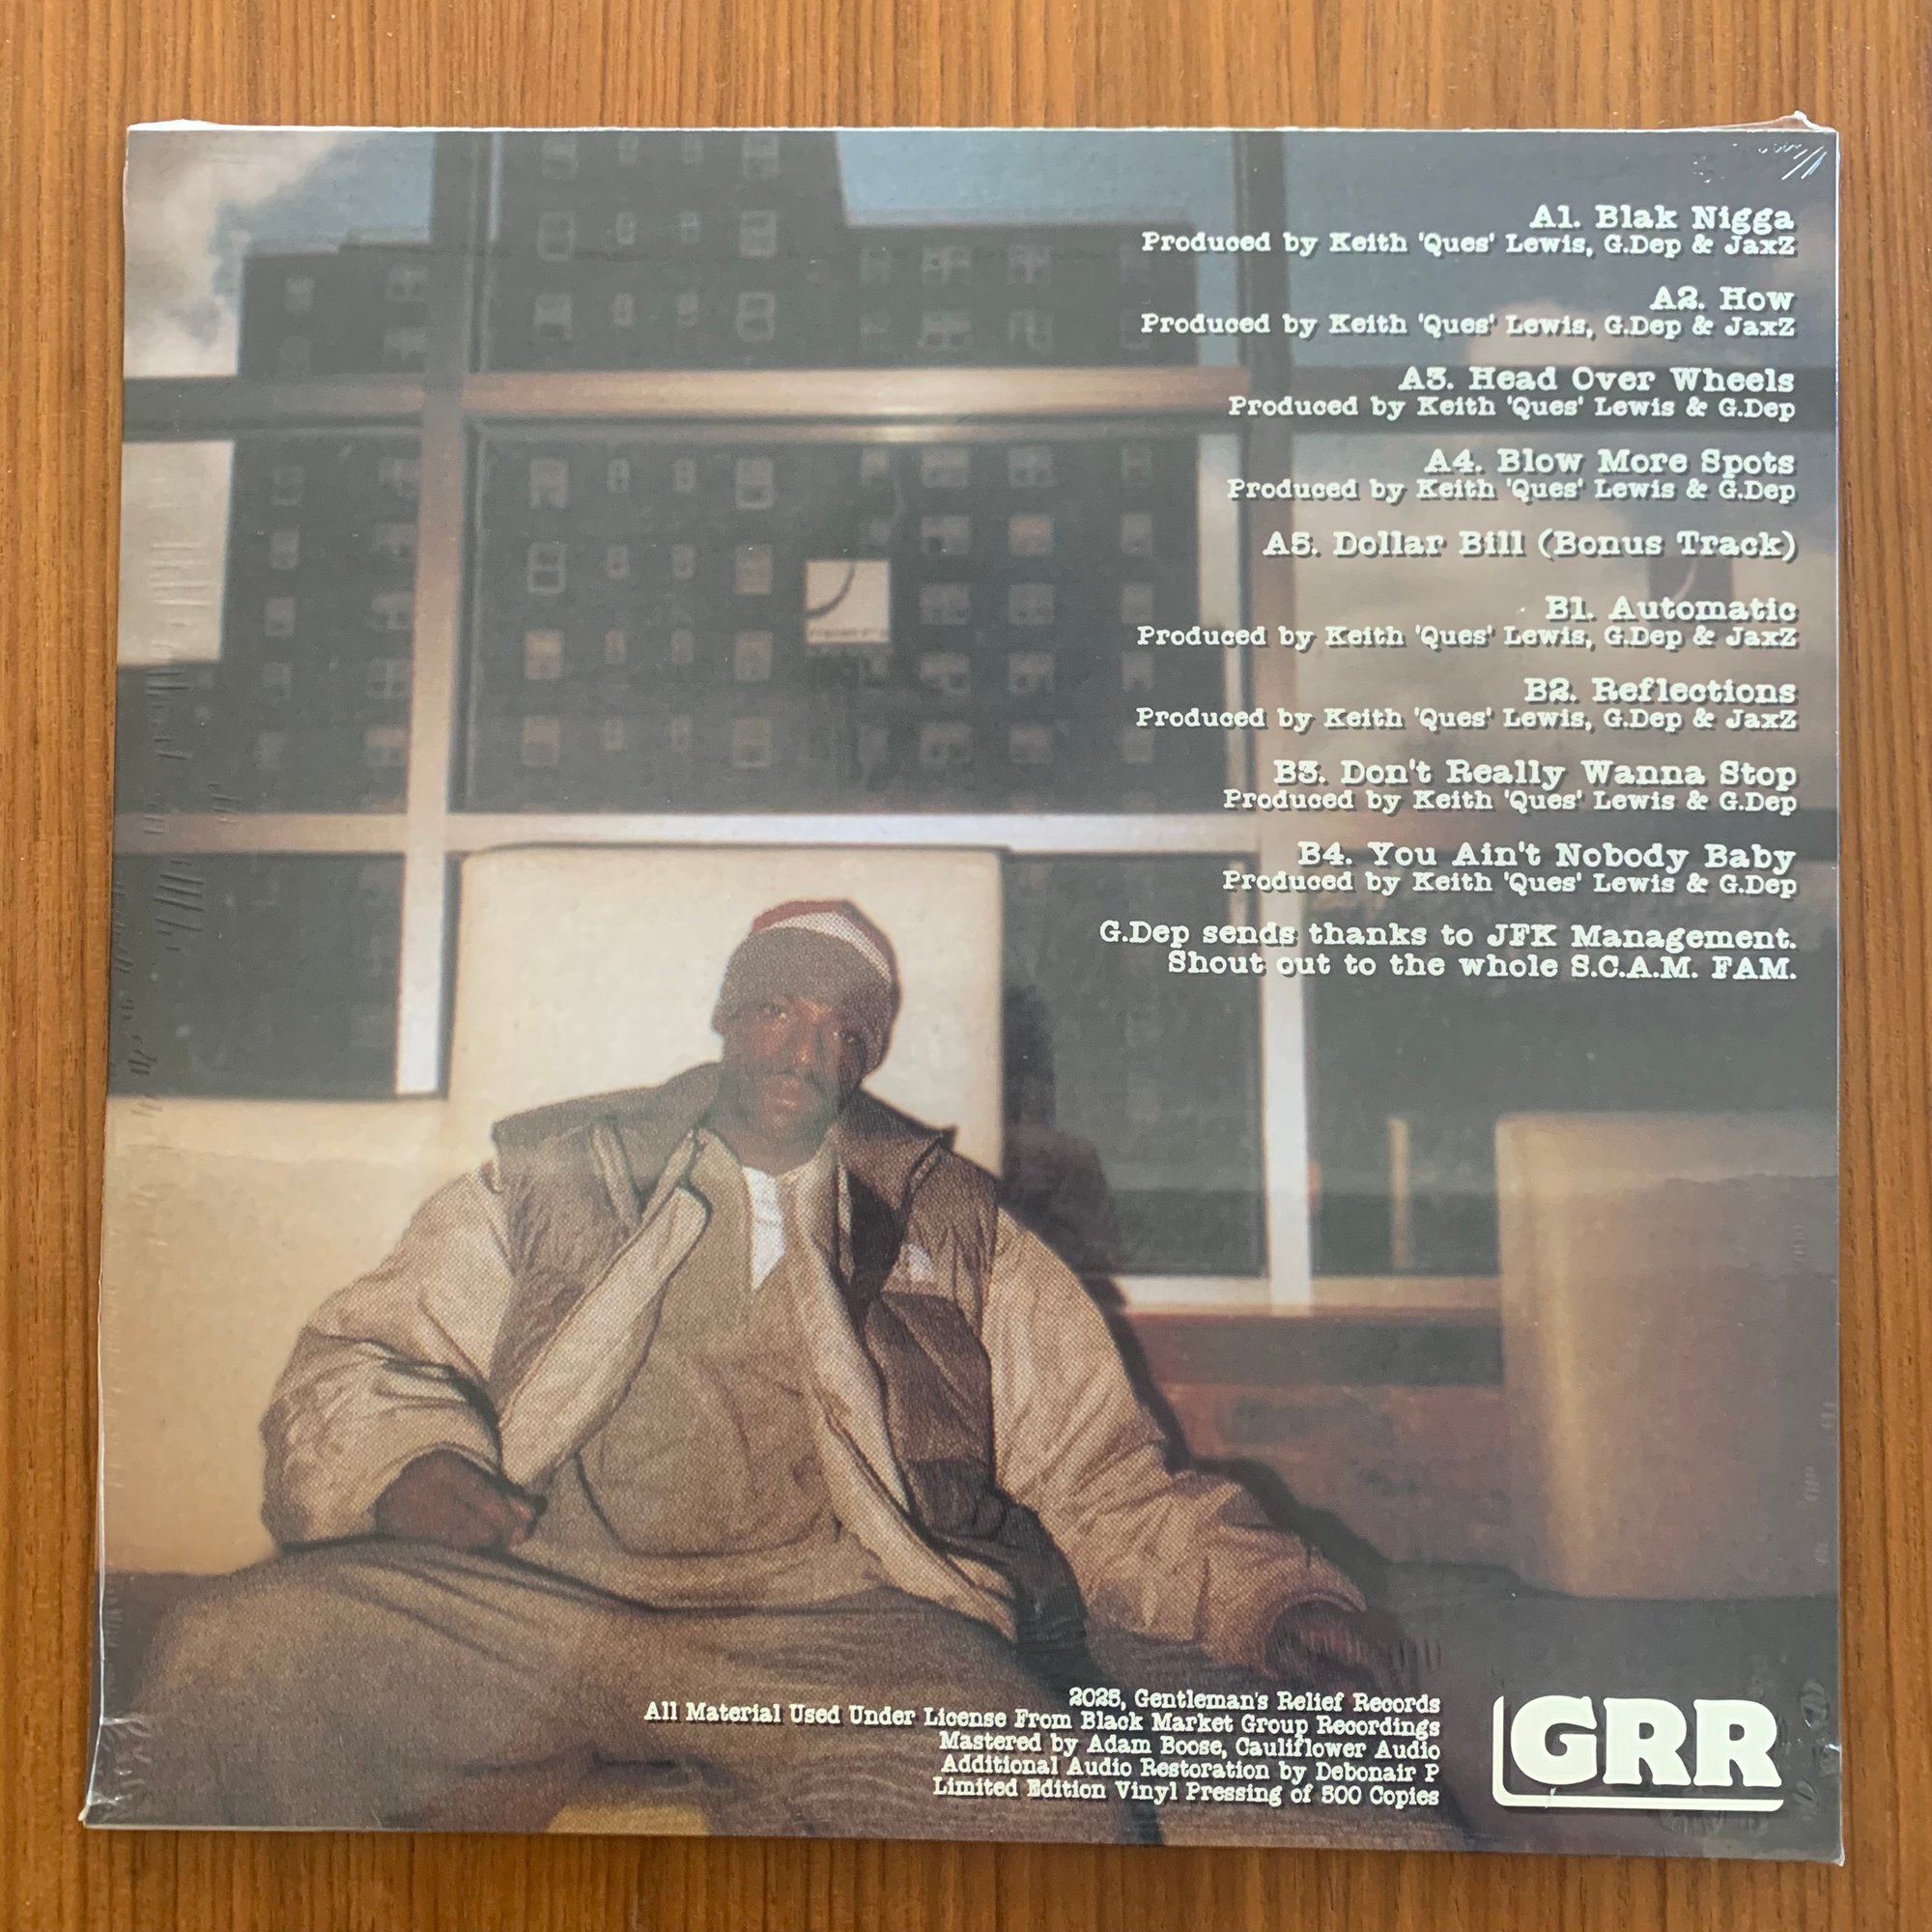 A1. Blak Nigga
Produced by Keith 'Ques' Lewis, G.Dep & JaxZ
A2. How
Produced by Keith 'Ques' Lewis, G.Dep & JaxZ
A3. Head Over Wheels
Produced by Keith 'Ques' Lewis & G.Dep
A4. Blow More Spots
Produced by Keith 'Ques' Lewis & G.Dep
A5. Dollar Bill (Bonus Track)
B1. Automatic
Produced by Keith 'Ques' Lewis, G.Dep & JaxZ
B2. Reflections
Produced by Keith 'Ques' Lewis, G.Dep & JaxZ
B3. Don't Really Wanna Stop
Produced by Keith 'Ques' Lewis & G.Dep
B4. You Ain't Nobody Baby
Produced by Keith 'Ques' Lewis & G.Dep
G.Dep sends thanks to JFK Management.
Shout out to the whole S.C.A.M. FAM.
2025, Gentleman's Relief Records
All Material Used Under License From Black Market Group Recordings
Mastered by Adam Boose, Cauliflower Audio
Additional Audio Restoration by Debonair P
Limited Edition Vinyl Pressing of 500 Copies
GRR